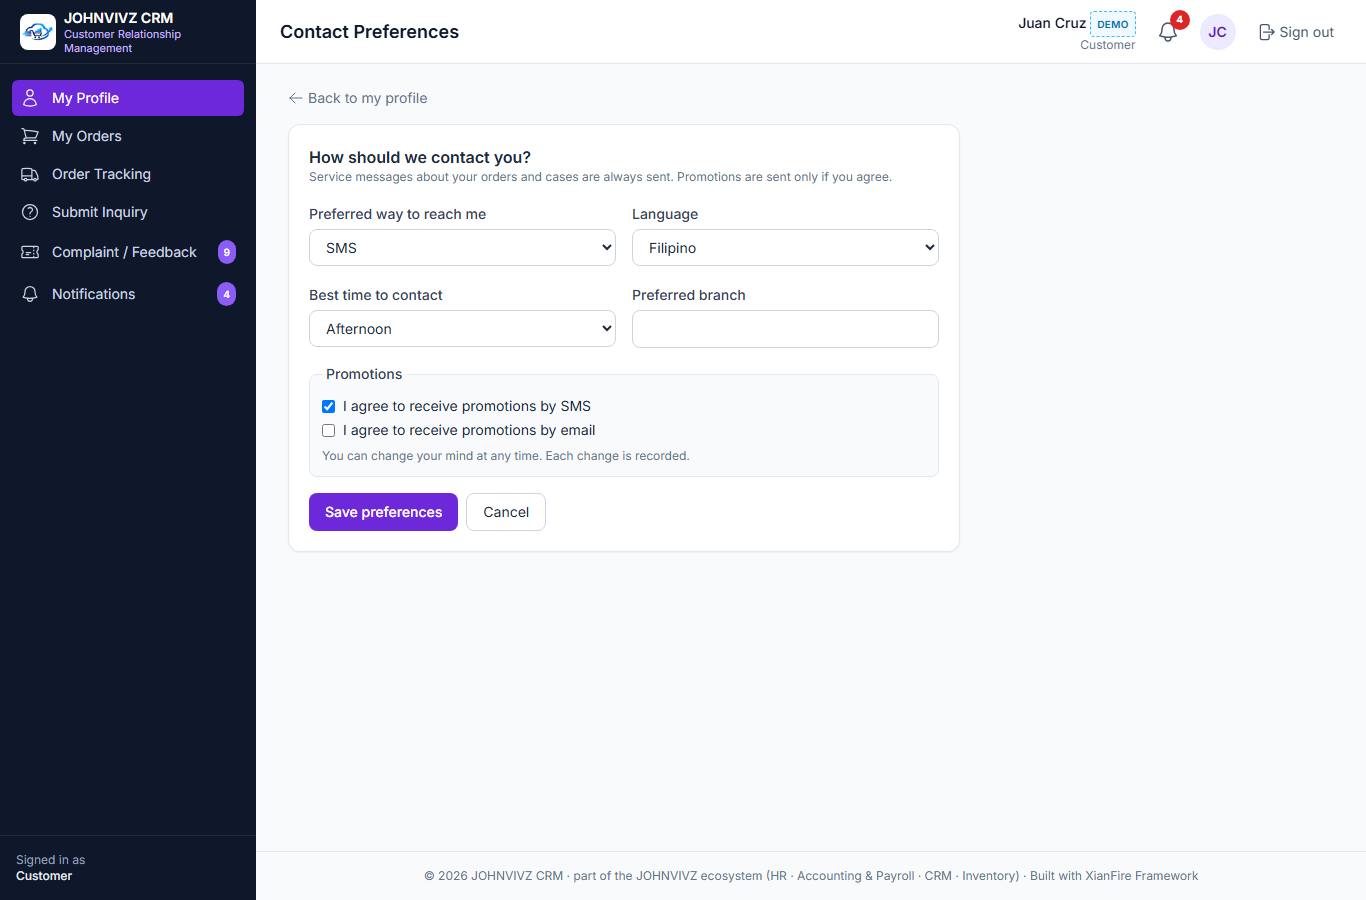 JOHNVIVZ CRM
Customer Relationship
Management
Contact Preferences
Juan Cruz DEMO
Customer
4
JC
Sign out
My Profile
My Orders
Order Tracking
Submit Inquiry
Complaint / Feedback 9
Notifications 4
Signed in as
Customer
Back to my profile
How should we contact you?
Service messages about your orders and cases are always sent. Promotions are sent only if you agree.
Preferred way to reach me
SMS
Language
Filipino
Best time to contact
Afternoon
Preferred branch
Promotions
I agree to receive promotions by SMS
I agree to receive promotions by email
You can change your mind at any time. Each change is recorded.
Save preferences
Cancel
© 2026 JOHNVIVZ CRM · part of the JOHNVIVZ ecosystem (HR · Accounting & Payroll · CRM · Inventory) · Built with XianFire Framework